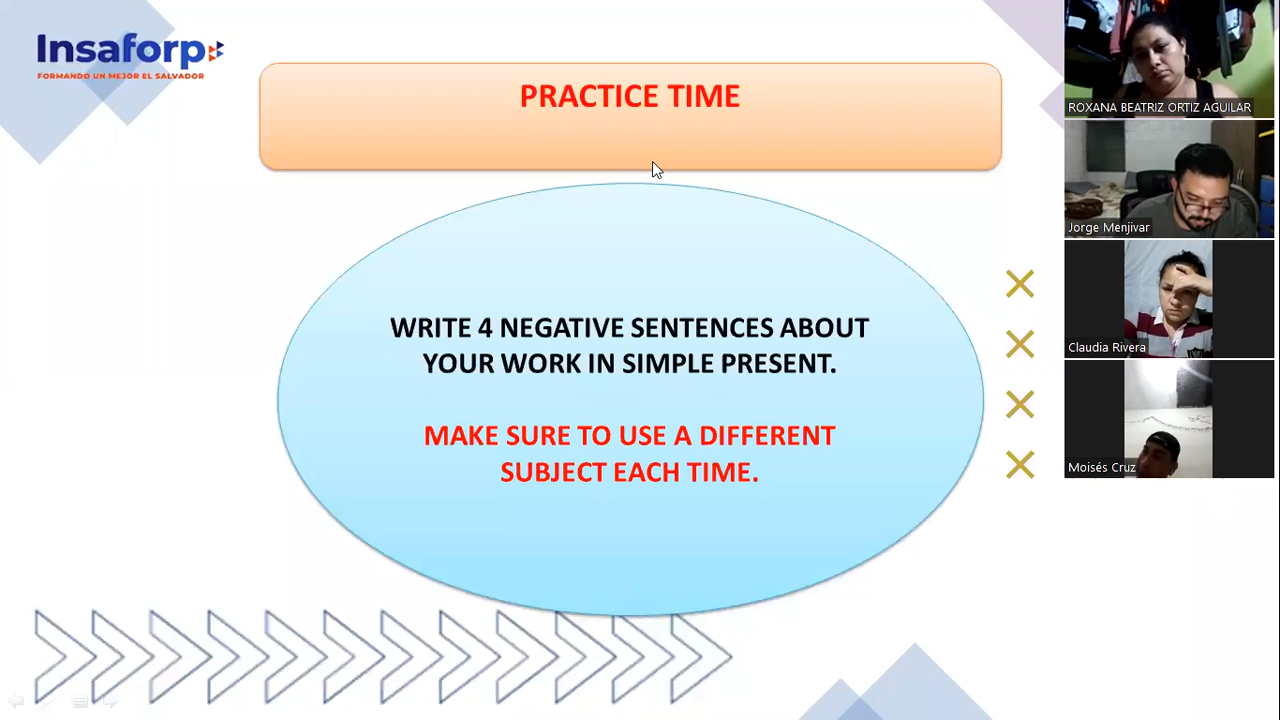 Insaforp
FORMANDO UN MEJOR EL SALVADOR
PRACTICE TIME
WRITE 4 NEGATIVE SENTENCES ABOUT
YOUR WORK IN SIMPLE PRESENT.
MAKE SURE TO USE A DIFFERENT
SUBJECT EACH TIME.
ROXANA BEATRIZ ORTIZ AGUILAR
Jorge Menjivar
Claudia Rivera
Moisés Cruz